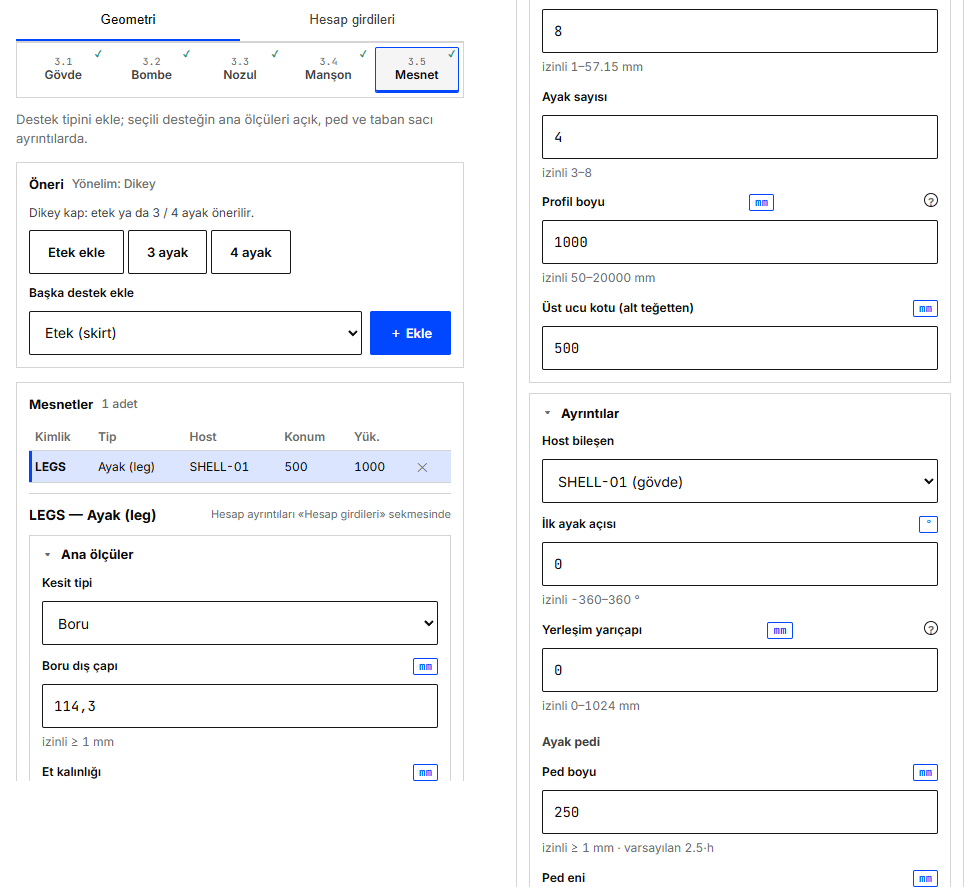 Geometri
Hesap girdileri
3.1 ✓
Gövde
3.2 ✓
Bombe
3.3 ✓
Nozul
3.4 ✓
Manşon
3.5 ✓
Mesnet
Destek tipini ekle; seçili desteğin ana ölçüleri açık, ped ve taban sacı
ayrıntılarda.
Öneri Yönelim: Dikey
Dikey kap: etek ya da 3 / 4 ayak önerilir.
Etek ekle
3 ayak
4 ayak
Başka destek ekle
Etek (skirt)
+ Ekle
Mesnetler 1 adet
Kimlik Tip Host Konum Yük.
LEGS Ayak (leg) SHELL-01 500 1000 ×
LEGS — Ayak (leg) Hesap ayrıntıları «Hesap girdileri» sekmesinde
Ana ölçüler
Kesit tipi
Boru
Boru dış çapı mm
114,3
izinli ≥ 1 mm
Et kalınlığı mm
8
izinli 1–57.15 mm
Ayak sayısı
4
izinli 3–8
Profil boyu mm ?
1000
izinli 50–20000 mm
Üst ucu kotu (alt teğetten) mm
500
Ayrıntılar
Host bileşen
SHELL-01 (gövde)
İlk ayak açısı °
0
izinli -360–360 °
Yerleşim yarıçapı mm ?
0
izinli 0–1024 mm
Ayak pedi
Ped boyu mm
250
izinli ≥ 1 mm · varsayılan 2.5·h
Ped eni mm